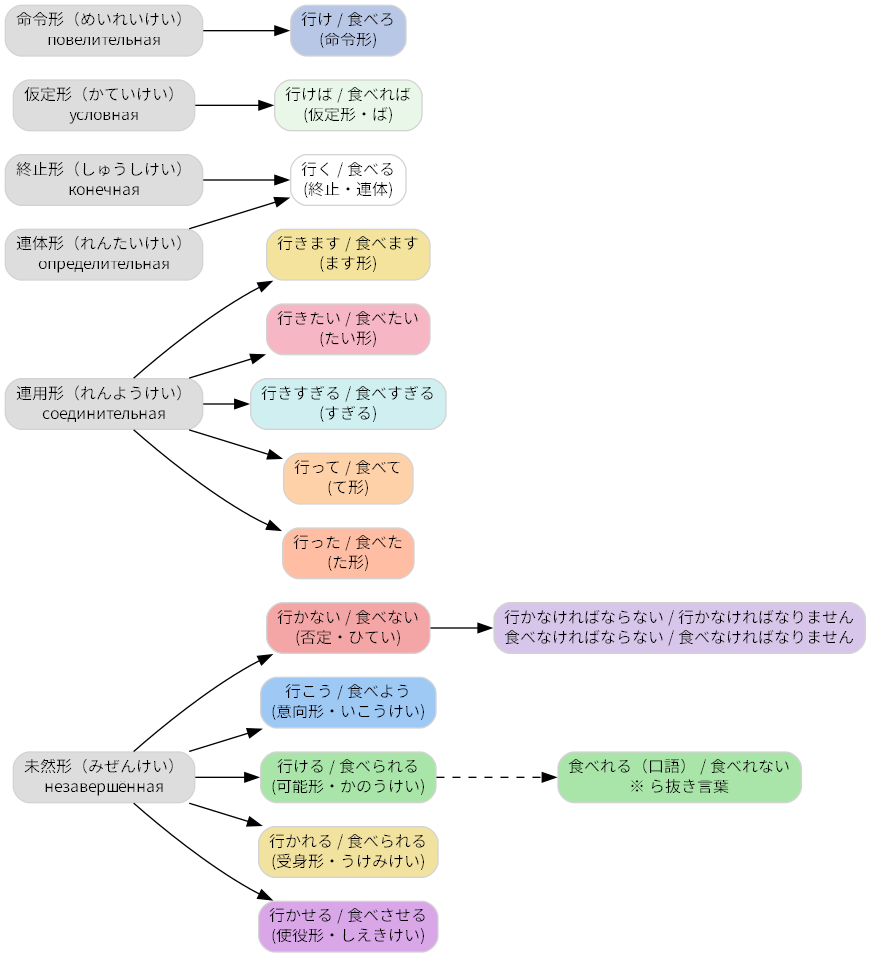 命令形（めいれいけい）
повелительная
行け / 食べろ
(命令形)
仮定形（かていけい）
условная
行けば / 食べれば
(仮定形・ば)
終止形（しゅうしけい）
конечная
行く / 食べる
(終止・連体)
連体形（れんたいけい）
определительная
行きます / 食べます
(ます形)
行きたい / 食べたい
(たい形)
連用形（れんようけい）
соединительная
行きすぎる / 食べすぎる
(すぎる)
行って / 食べて
(て形)
行った / 食べた
(た形)
行かない / 食べない
(否定・ひてい)
行かなければならない / 行かなければなりません
食べなければならない / 食べなければなりません
行こう / 食べよう
(意向形・いこうけい)
未然形（みぜんけい）
незавершённая
行ける / 食べられる
(可能形・かのうけい)
食べれる（口語） / 食べれない
※ ら抜き言葉
行かれる / 食べられる
(受身形・うけみけい)
行かせる / 食べさせる
(使役形・しえきけい)